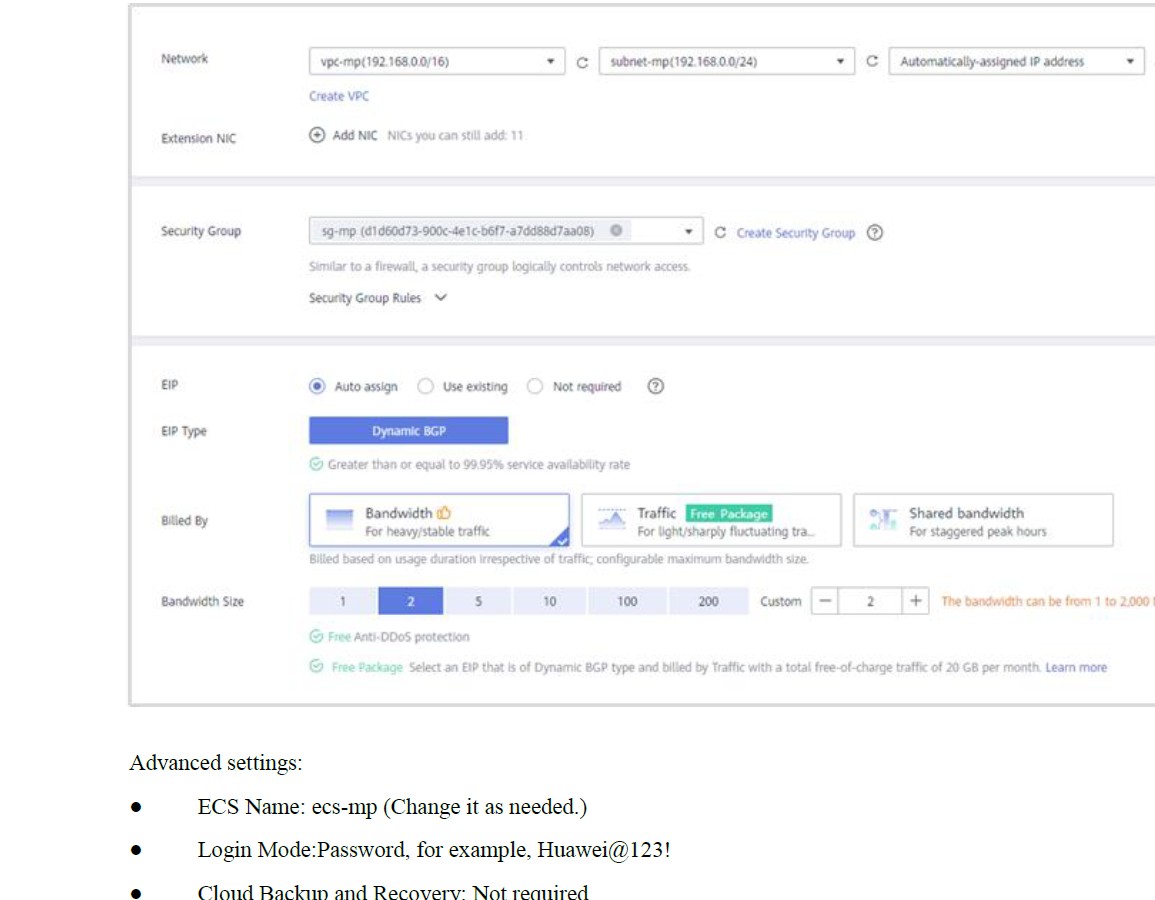 Network vpc-mp(192.168.0.0/16) subnet-mp(192.168.0.0/24) Automatically-assigned IP address
Create VPC
Extension NIC Add NIC NICs you can still add: 11
Security Group sg-mp (d1d60d73-900c-4e1c-b6f7-a7dd88d7aa08) Create Security Group ?
Similar to a firewall, a security group logically controls network access.
Security Group Rules
EIP Auto assign Use existing Not required ?
EIP Type Dynamic BGP
Greater than or equal to 99.95% service availability rate
Billed By Bandwidth Traffic Free Package Shared bandwidth
For heavy/stable traffic For light/sharply fluctuating tra... For staggered peak hours
Billed based on usage duration irrespective of traffic; configurable maximum bandwidth size.
Bandwidth Size 1 2 5 10 100 200 Custom − 2 + The bandwidth can be from 1 to 2,000
Free Anti-DDoS protection
Free Package Select an EIP that is of Dynamic BGP type and billed by Traffic with a total free-of-charge traffic of 20 GB per month. Learn more
Advanced settings:
● ECS Name: ecs-mp (Change it as needed.)
● Login Mode:Password, for example, Huawei@123!
● Cloud Backup and Recovery: Not required